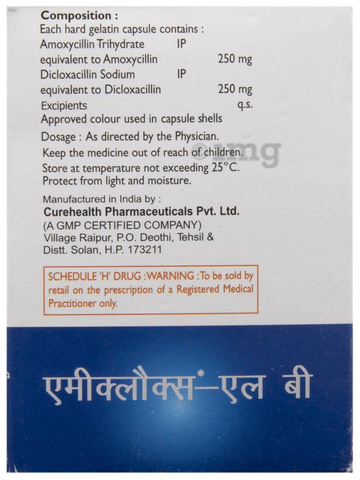 Composition :
Each hard gelatin capsule contains :
Amoxycillin Trihydrate IP
equivalent to Amoxycillin 250 mg
Dicloxacillin Sodium IP
equivalent to Dicloxacillin 250 mg
Excipients q.s.
Approved colour used in capsule shells
Dosage : As directed by the Physician.
Keep the medicine out of reach of children.
1mg
Store at temperature not exceeding 25°C.
Protect from light and moisture.
Manufactured in India by :
Curehealth Pharmaceuticals Pvt. Ltd.
(A GMP CERTIFIED COMPANY)
Village Raipur, P.O. Deothi, Tehsil &
Distt. Solan, H.P. 173211
SCHEDULE 'H' DRUG :WARNING :To be sold by
retail on the prescription of a Registered Medical
Practitioner only.
एमीक्लौक्स*-एल बी